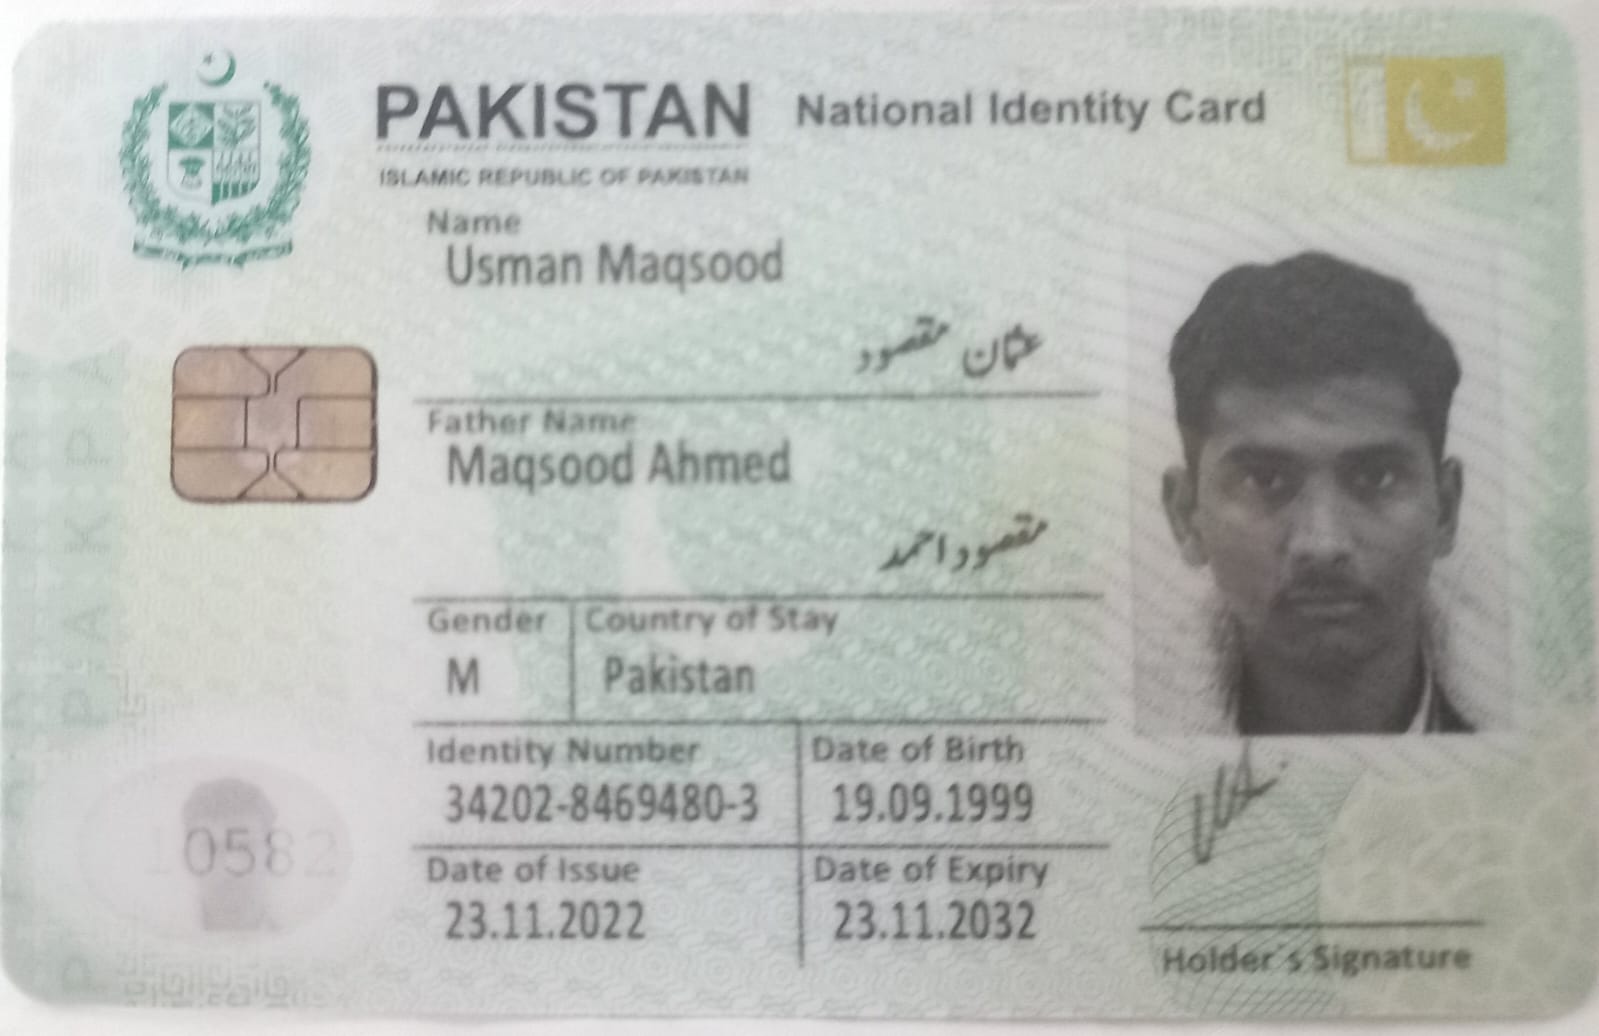 PAKISTAN National Identity Card
ISLAMIC REPUBLIC OF PAKISTAN
Name
Usman Maqsood
عثمان مقصود
Father Name
Maqsood Ahmed
مقصود احمد
Gender Country of Stay
M Pakistan
Identity Number Date of Birth
34202-8469480-3 19.09.1999
Date of Issue Date of Expiry
23.11.2022 23.11.2032
Holder's Signature
10582
PAK